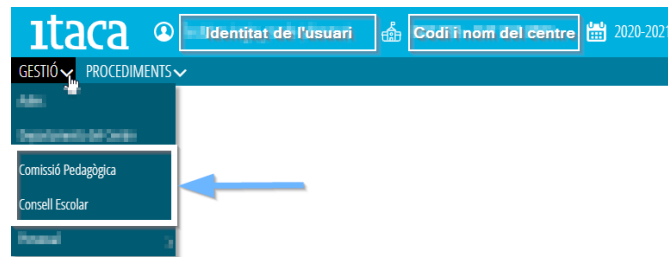 ıtaca Identitat de l'usuari Codi i nom del centre 2020-2021
GESTIÓ PROCEDIMENTS
Comissió Pedagògica
Consell Escolar